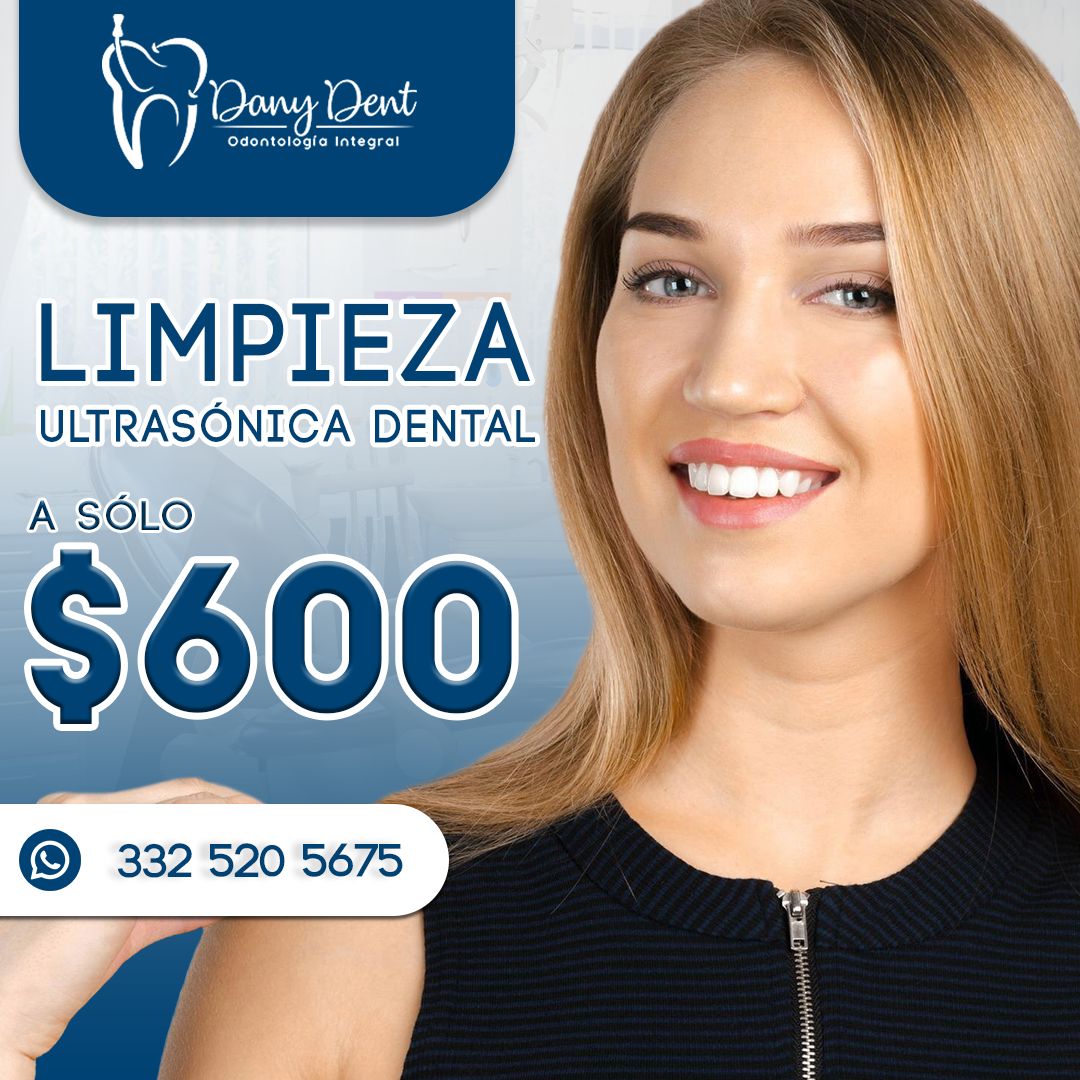 Dany Dent
Odontología Integral
LIMPIEZA
ULTRASÓNICA DENTAL
A SÓLO
$600
332 520 5675